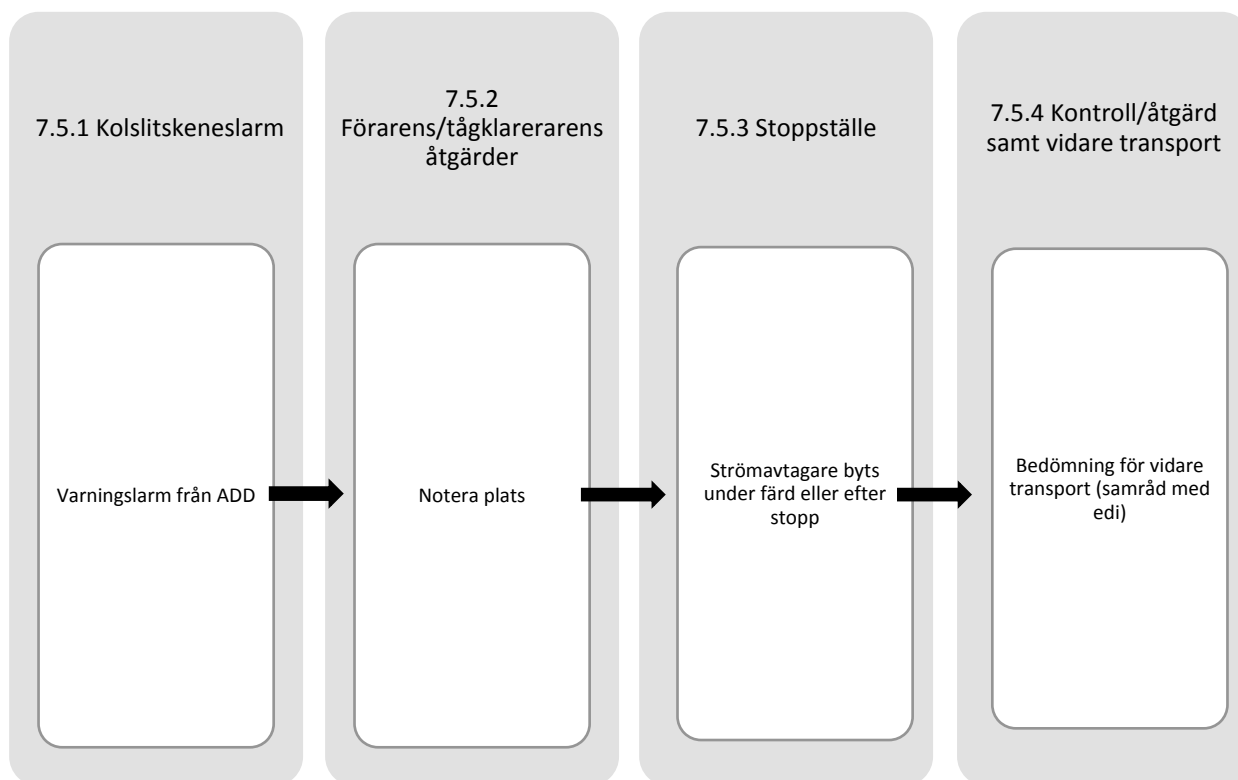 7.5.1 Kolslitskeneslarm
Varningslarm från ADD
7.5.2
Förarens/tågklarerarens
åtgärder
Notera plats
7.5.3 Stoppställe
Strömavtagare byts
under färd eller efter
stopp
7.5.4 Kontroll/åtgärd
samt vidare transport
Bedömning för vidare
transport (samråd med
edi)